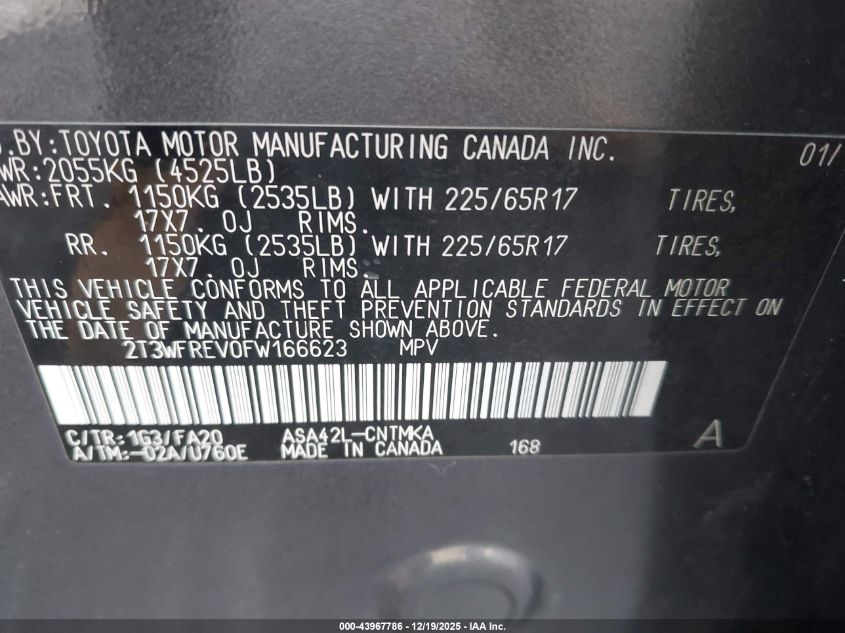 . BY: TOYOTA MOTOR MANUFACTURING CANADA INC. 01/
WR: 2055KG (4525LB)
AWR: FRT. 1150KG (2535LB) WITH 225/65R17 TIRES,
17X7.0J RIMS.
RR. 1150KG (2535LB) WITH 225/65R17 TIRES,
17X7.0J RIMS.
THIS VEHICLE CONFORMS TO ALL APPLICABLE FEDERAL MOTOR
VEHICLE SAFETY AND THEFT PREVENTION STANDARDS IN EFFECT ON
THE DATE OF MANUFACTURE SHOWN ABOVE.
2T3WFREV0FW166623 MPV
C/TR: 1G3/FA20 ASA42L-CNTMKA A
A/TM: -02A/U760E MADE IN CANADA 168
000-43967786 - 12/19/2025 - IAA Inc.